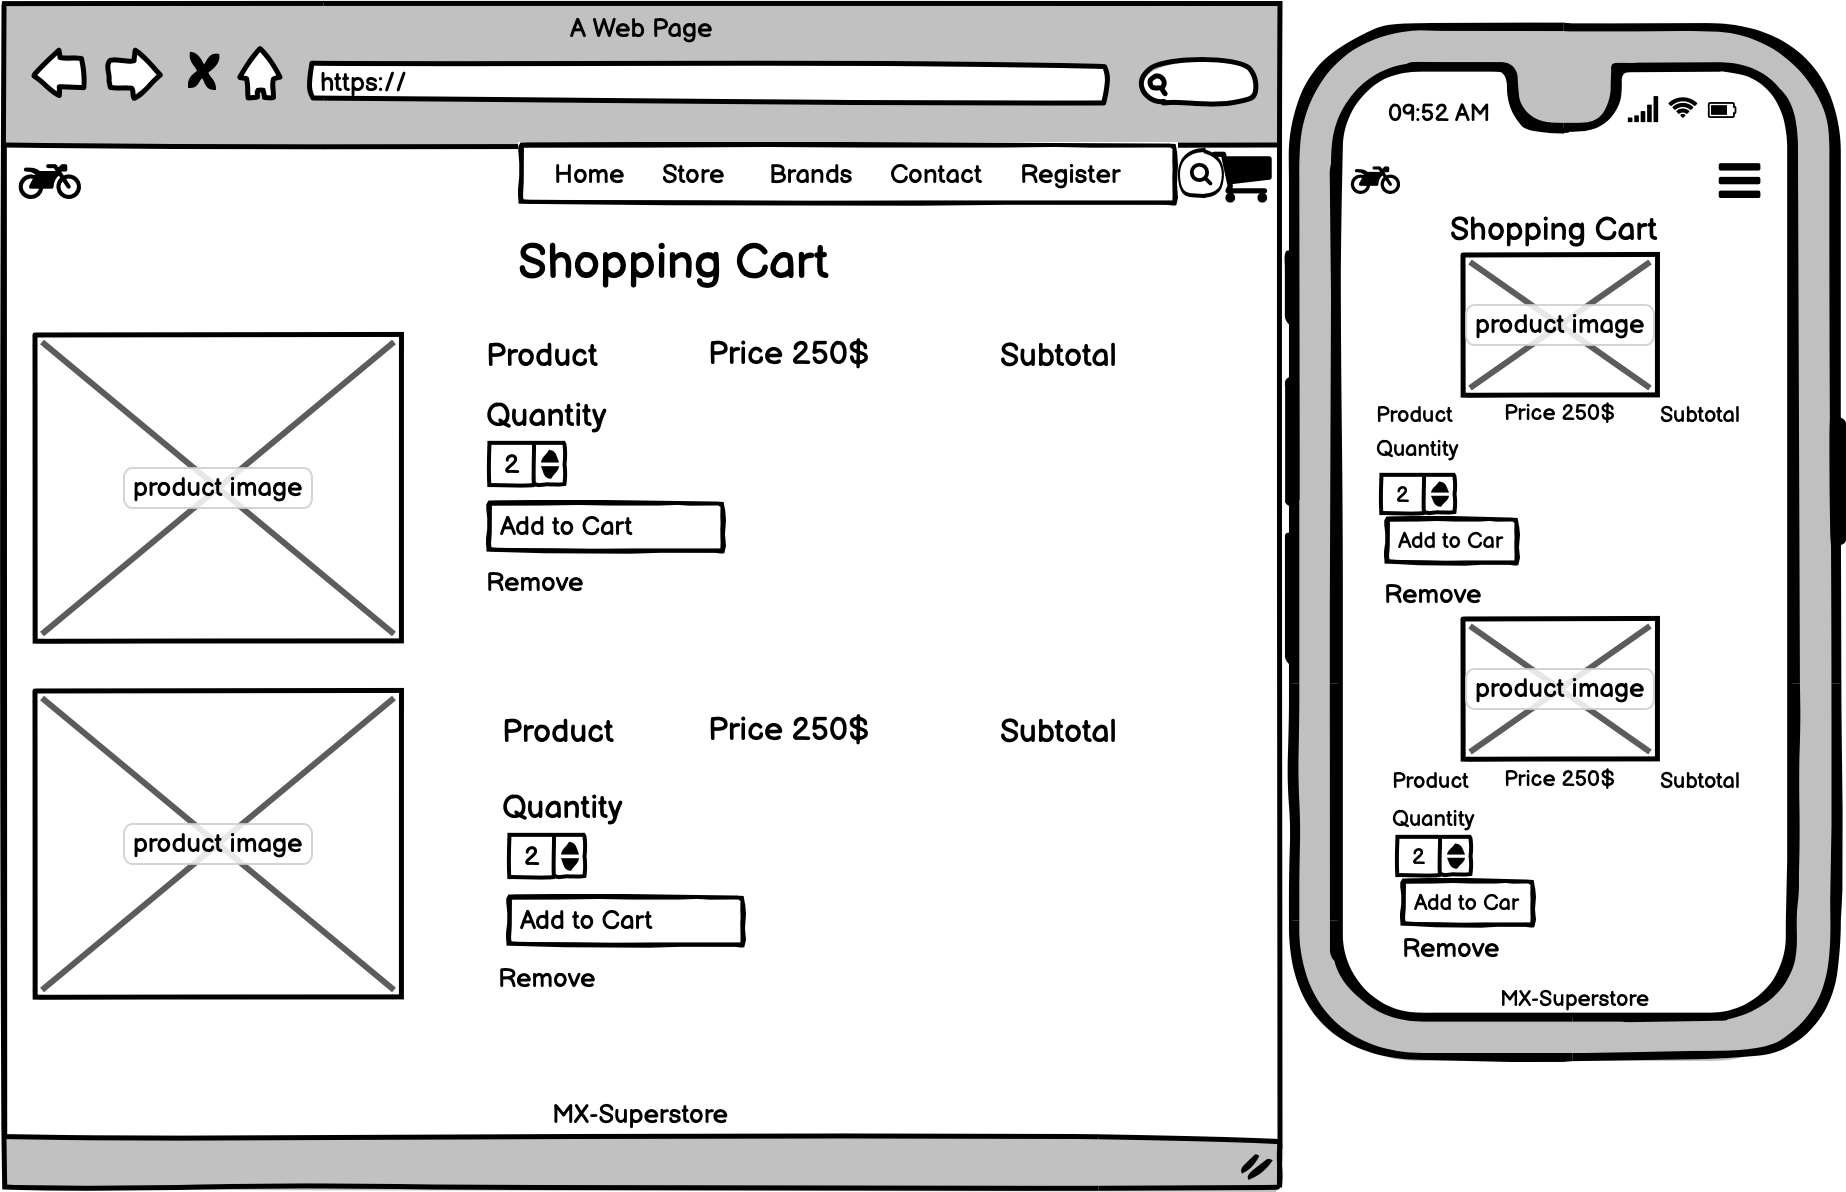 A Web Page
https://
Home Store Brands Contact Register
Shopping Cart
product image
Product Price 250$ Subtotal
Quantity
2
Add to Cart
Remove
product image
Product Price 250$ Subtotal
Quantity
2
Add to Cart
Remove
MX-Superstore
09:52 AM
Shopping Cart
product image
Product Price 250$ Subtotal
Quantity
2
Add to Car
Remove
product image
Product Price 250$ Subtotal
Quantity
2
Add to Car
Remove
MX-Superstore